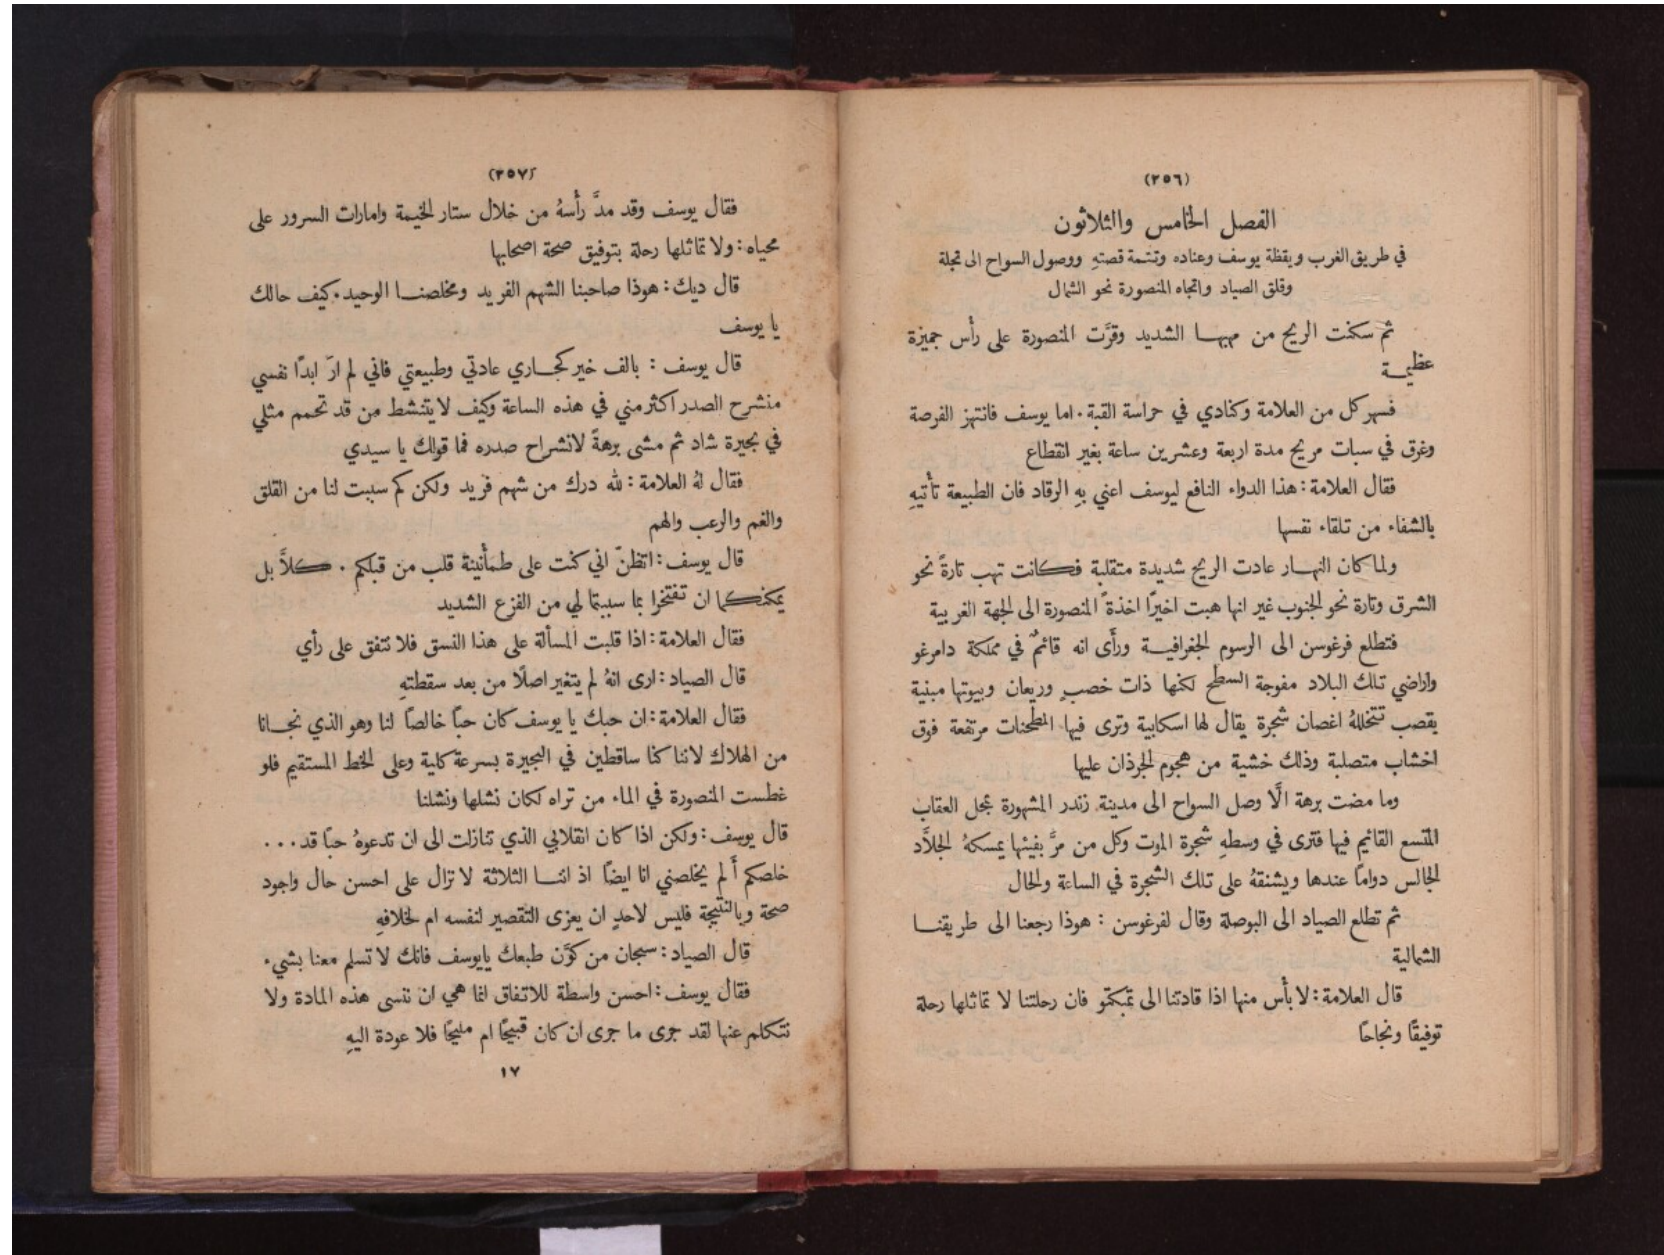 (٢٥٦)
الفصل الخامس والثلاثون
في طريق الغرب ويقظة يوسف وعناده وتتمة قصتهِ ووصول السواح الى تجلة
وقلق الصياد واتجاه المنصورة نحو الشمال
ثم سكنت الريح من مهبها الشديد وقرَّت المنصورة على رأس جميزة
عظيمة
فسهر كل من العلامة وكنادي في حراسة القبة. اما يوسف فانتهز الفرصة
وغرق في سبات مريح مدة اربعة وعشرين ساعة بغير انقطاع
فقال العلامة: هذا الدواء النافع ليوسف اعني بهِ الرقاد فان الطبيعة تأتيهِ
بالشفاء من تلقاء نفسها
ولما كان النهار عادت الريح شديدة متقلبة فكانت تهب تارةً نحو
الشرق وتارة نحو الجنوب غير انها هبت اخيرًا اخذةً المنصورة الى الجهة الغربية
فتطلع فرغوسن الى الرسوم الجغرافية ورأَى انه قائمٌ في مملكة دامرغو
واراضي تلك البلاد مفوجة السطح لكنها ذات خصبٍ وريعان وبيوتها مبنية
بقصب تتخللهُ اغصان شجرة يقال لها اسكابية وترى فيها المطحنات مرتفعة فوق
اخشاب متصلبة وذلك خشية من هجوم الجرذان عليها
وما مضت برهة الَّا وصل السواح الى مدينة زندر المشهورة بمحل العقاب
المتسع القائم فيها فترى في وسطهِ شجرة الموت وكل من مرَّ بفيئها يمسكهُ الجلاَّد
الجالس دوامًا عندها ويشنقهُ على تلك الشجرة في الساعة والحال
ثم تطلع الصياد الى البوصلة وقال لفرغوسن : هوذا رجعنا الى طريقنا
الشمالية
قال العلامة: لا بأس منها اذا قادتنا الى تمبكتو فان رحلتنا لا تماثلها رحلة
توفيقًا ونجاحًا
(٢٥٧)
فقال يوسف وقد مدَّ رأسهُ من خلال ستار الخيمة وامارات السرور على
محياه: ولا تماثلها رحلة بتوفيق صحة اصحابها
قال ديك: هوذا صاحبنا الشهم الفريد ومخلصنا الوحيد. كيف حالك
يا يوسف
قال يوسف : بالف خير كجاري عادتي وطبيعتي فاني لم ارَ ابدًا نفسي
منشرح الصدر اكثر مني في هذه الساعة وكيف لا يتنشط من قد تحمم مثلي
في بحيرة شاد ثم مشى برهةً لانشراح صدره فما قولك يا سيدي
فقال لهُ العلامة : لله درك من شهم فريد ولكن كم سببت لنا من القلق
والغم والرعب والهم
قال يوسف: اتظنّ اني كنت على طمأنينة قلب من قبلكم . كلاَّ بل
يمكنكما ان تفتخرا بما سببتما لي من الفزع الشديد
فقال العلامة: اذا قلبت المسألة على هذا النسق فلا نتفق على رأي
قال الصياد: ارى انهُ لم يتغير اصلًا من بعد سقطتهِ
فقال العلامة: ان حبك يا يوسف كان حبًا خالصًا لنا وهو الذي نجانا
من الهلاك لاننا كنا ساقطين في البحيرة بسرعة كلية وعلى الخط المستقيم فلو
غطست المنصورة في الماء من تراه لكان نشلها ونشلنا
قال يوسف: ولكن اذا كان انقلابي الذي تنازلت الى ان تدعوهُ حبًا قد...
خلصكم أَ لم يخلصني انا ايضًا اذ اننا الثلاثة لا نزال على احسن حال واجود
صحة وبالنتيجة فليس لاحدٍ ان يعزى التقصير لنفسه ام لخلافهِ
قال الصياد: سبحان من كوَّن طبعك يايوسف فانك لا تسلم معنا بشيء
فقال يوسف: احسن واسطة للاتفاق انما هي ان ننسى هذه المادة ولا
نتكلم عنها لقد جرى ما جرى ان كان قبيحًا ام مليحًا فلا عودة اليهِ
١٧